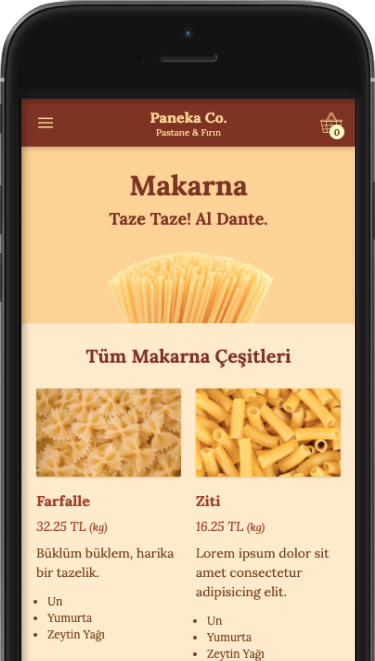 Paneka Co.
Pastane & Fırın
0
Makarna
Taze Taze! Al Dante.
Tüm Makarna Çeşitleri
Farfalle
32.25 TL (kg)
Büklüm büklem, harika
bir tazelik.
Un
Yumurta
Zeytin Yağı
Ziti
16.25 TL (kg)
Lorem ipsum dolor sit
amet consectetur
adipisicing elit.
Un
Yumurta
Zeytin Yağı